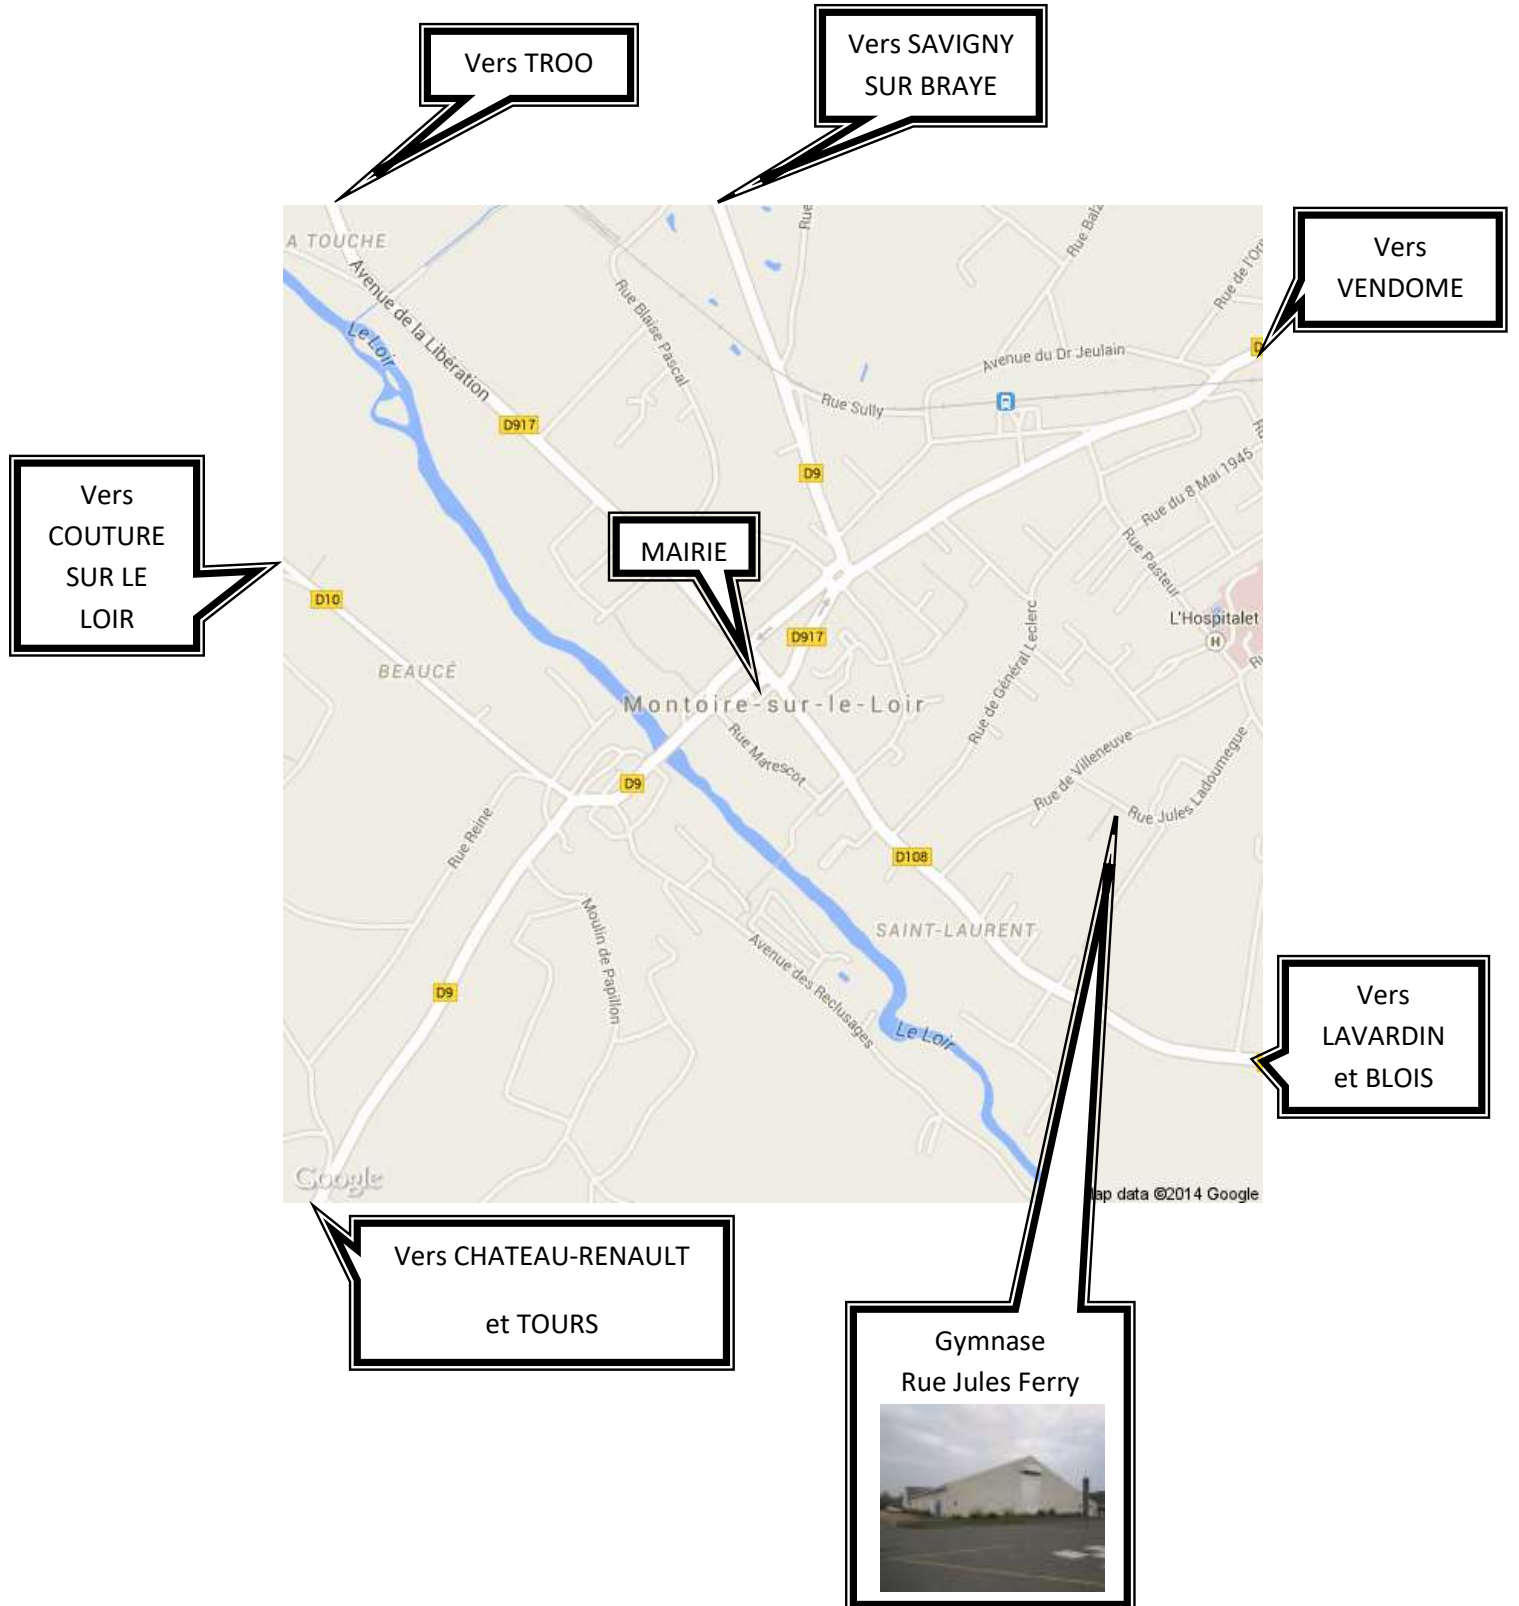 Vers TROO
Vers SAVIGNY
SUR BRAYE
Vers
VENDOME
A TOUCHE
Avenue de la Libération
Le Loir
Rue Blaise Pascal
Rue
Rue
Rue de
Avenue du Dr Jeulain
Rue Sully
D917
D9
Rue du 8 Mai 1945
Rue Pasteur
Vers
COUTURE
SUR LE
LOIR
MAIRIE
D10
D917
L'Hospitalet
H
BEAUCÉ
Rue de Général Leclerc
Montoire-sur-le-Loir
Rue Marescot
Rue de Villeneuve
Rue Jules Ladoumegue
D9
Rue Reine
D108
Moulin de Papillon
SAINT-LAURENT
Avenue des Reclusages
D9
Le Loir
Vers
LAVARDIN
et BLOIS
Google
ap data ©2014 Google
Vers CHATEAU-RENAULT
et TOURS
Gymnase
Rue Jules Ferry